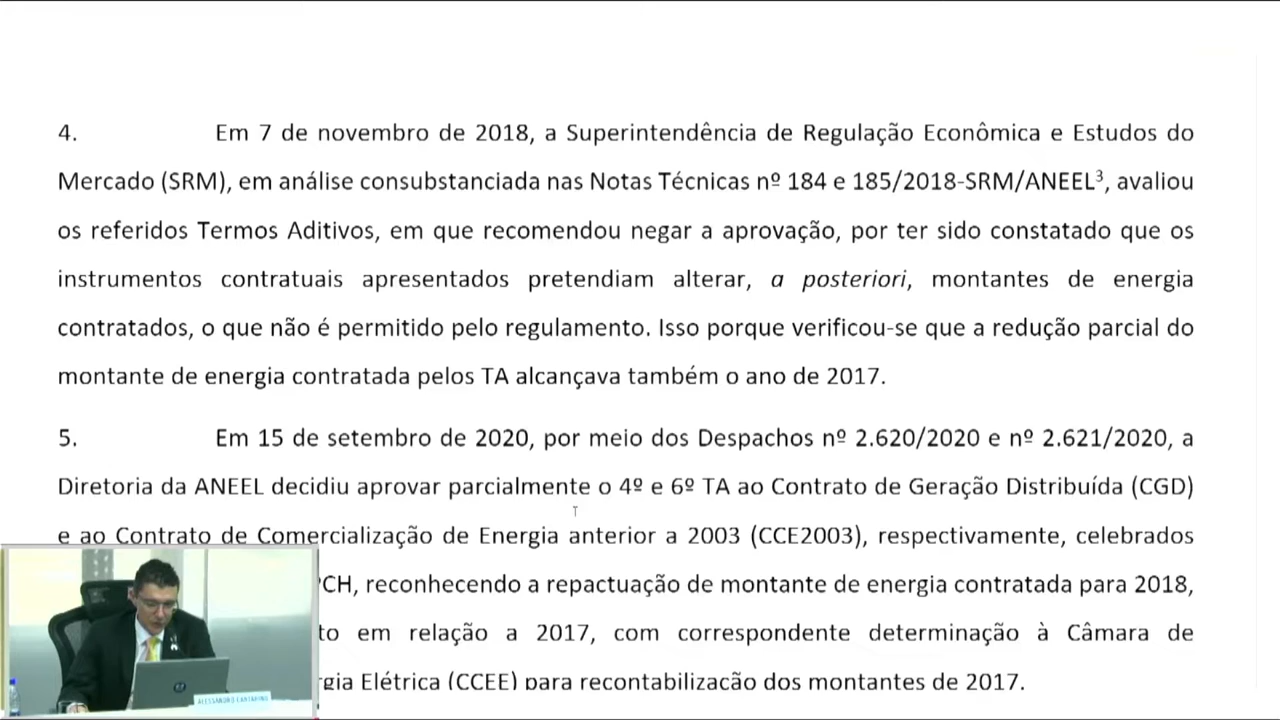 4. Em 7 de novembro de 2018, a Superintendência de Regulação Econômica e Estudos do
Mercado (SRM), em análise consubstanciada nas Notas Técnicas nº 184 e 185/2018-SRM/ANEEL³, avaliou
os referidos Termos Aditivos, em que recomendou negar a aprovação, por ter sido constatado que os
instrumentos contratuais apresentados pretendiam alterar, a posteriori, montantes de energia
contratados, o que não é permitido pelo regulamento. Isso porque verificou-se que a redução parcial do
montante de energia contratada pelos TA alcançava também o ano de 2017.
5. Em 15 de setembro de 2020, por meio dos Despachos nº 2.620/2020 e nº 2.621/2020, a
Diretoria da ANEEL decidiu aprovar parcialmente o 4º e 6º TA ao Contrato de Geração Distribuída (CGD)
e ao Contrato de Comercialização de Energia anterior a 2003 (CCE2003), respectivamente, celebrados
PCH, reconhecendo a repactuação de montante de energia contratada para 2018,
to em relação a 2017, com correspondente determinação à Câmara de
rgia Elétrica (CCEE) para recontabilização dos montantes de 2017.
ALESSANDRO CANTARINO